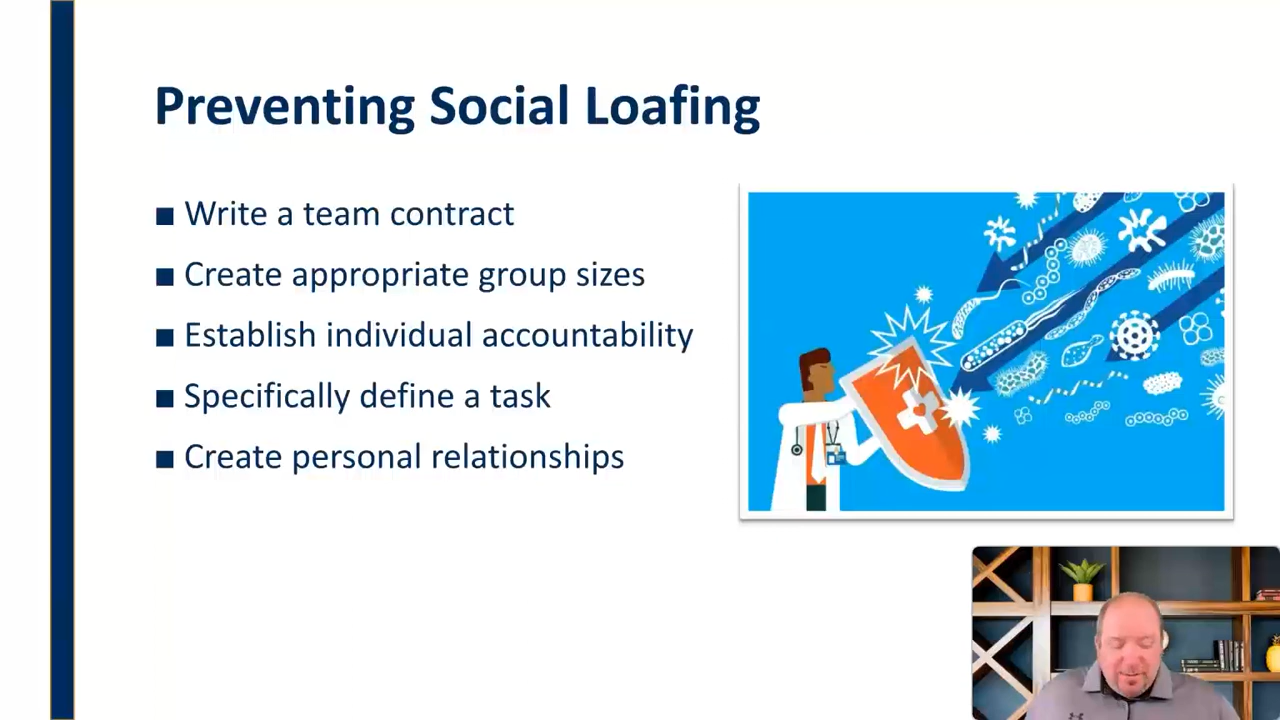 Preventing Social Loafing
■ Write a team contract
■ Create appropriate group sizes
■ Establish individual accountability
■ Specifically define a task
■ Create personal relationships